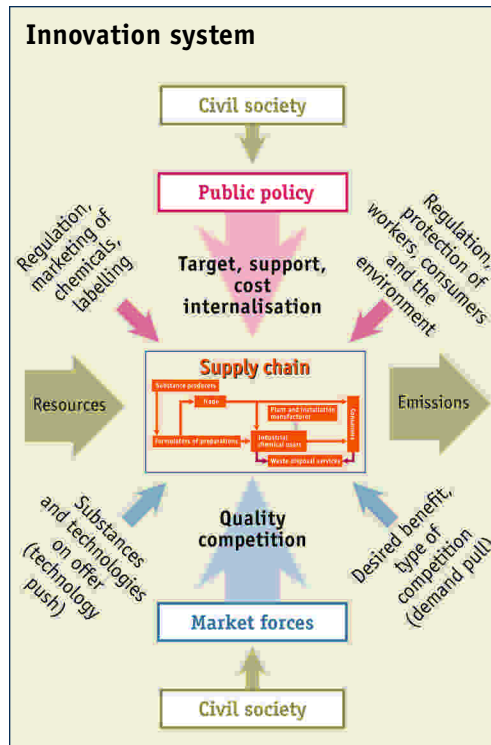 Innovation system
Civil society
Public policy
Regulation,
marketing of
chemicals,
labelling
Target, support,
cost
internalisation
Regulation,
protection of
workers, consumers
and the
environment
Resources
Supply chain
Substance producers
Trade
Plant and installation
manufacturer
Consumers
Formulators of preparations
Industrial
chemical users
Waste disposal services
Emissions
Substances
and technologies
on offer
(technology
push)
Quality
competition
Desired benefit,
type of
competition
(demand pull)
Market forces
Civil society